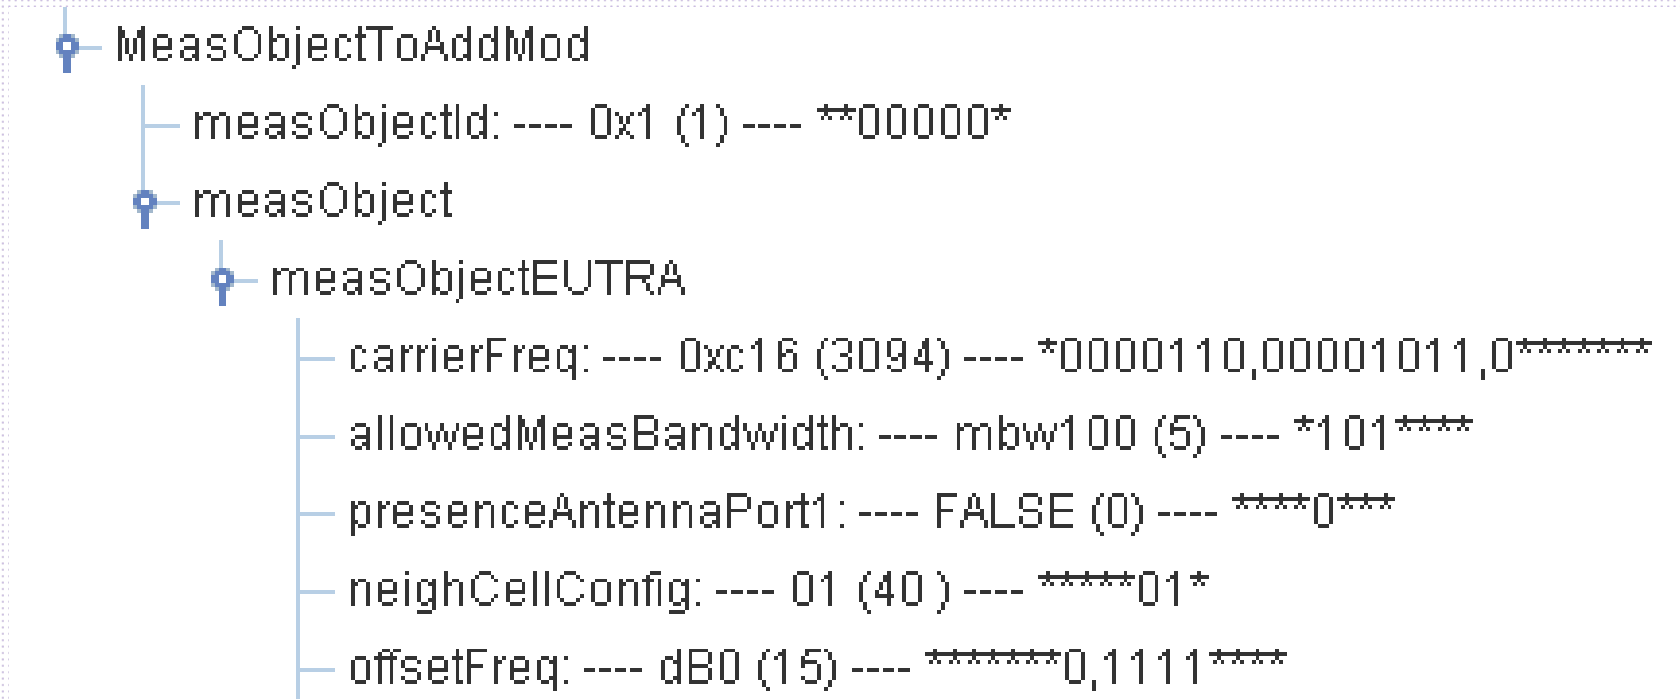 MeasObjectToAddMod
measObjectId: ---- 0x1 (1) ---- **00000*
measObject
measObjectEUTRA
carrierFreq: ---- 0xc16 (3094) ---- *0000110,00001011,0*******
allowedMeasBandwidth: ---- mbw100 (5) ---- *101****
presenceAntennaPort1: ---- FALSE (0) ---- ****0***
neighCellConfig: ---- 01 (40 ) ---- *****01*
offsetFreq: ---- dB0 (15) ---- *******0,1111****